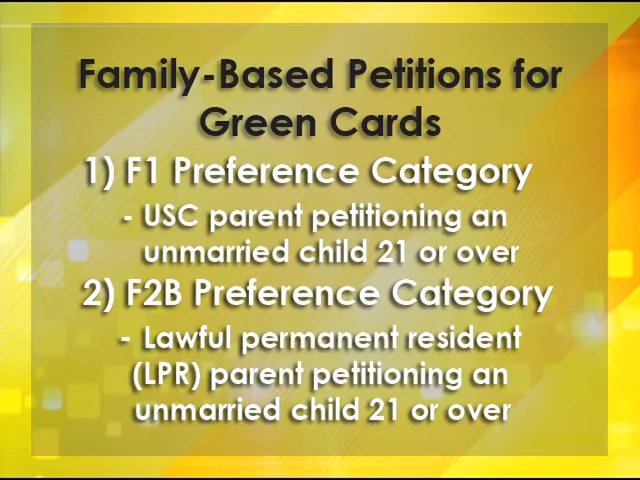 Family-Based Petitions for
Green Cards
1) F1 Preference Category
- USC parent petitioning an
unmarried child 21 or over
2) F2B Preference Category
- Lawful permanent resident
(LPR) parent petitioning an
unmarried child 21 or over